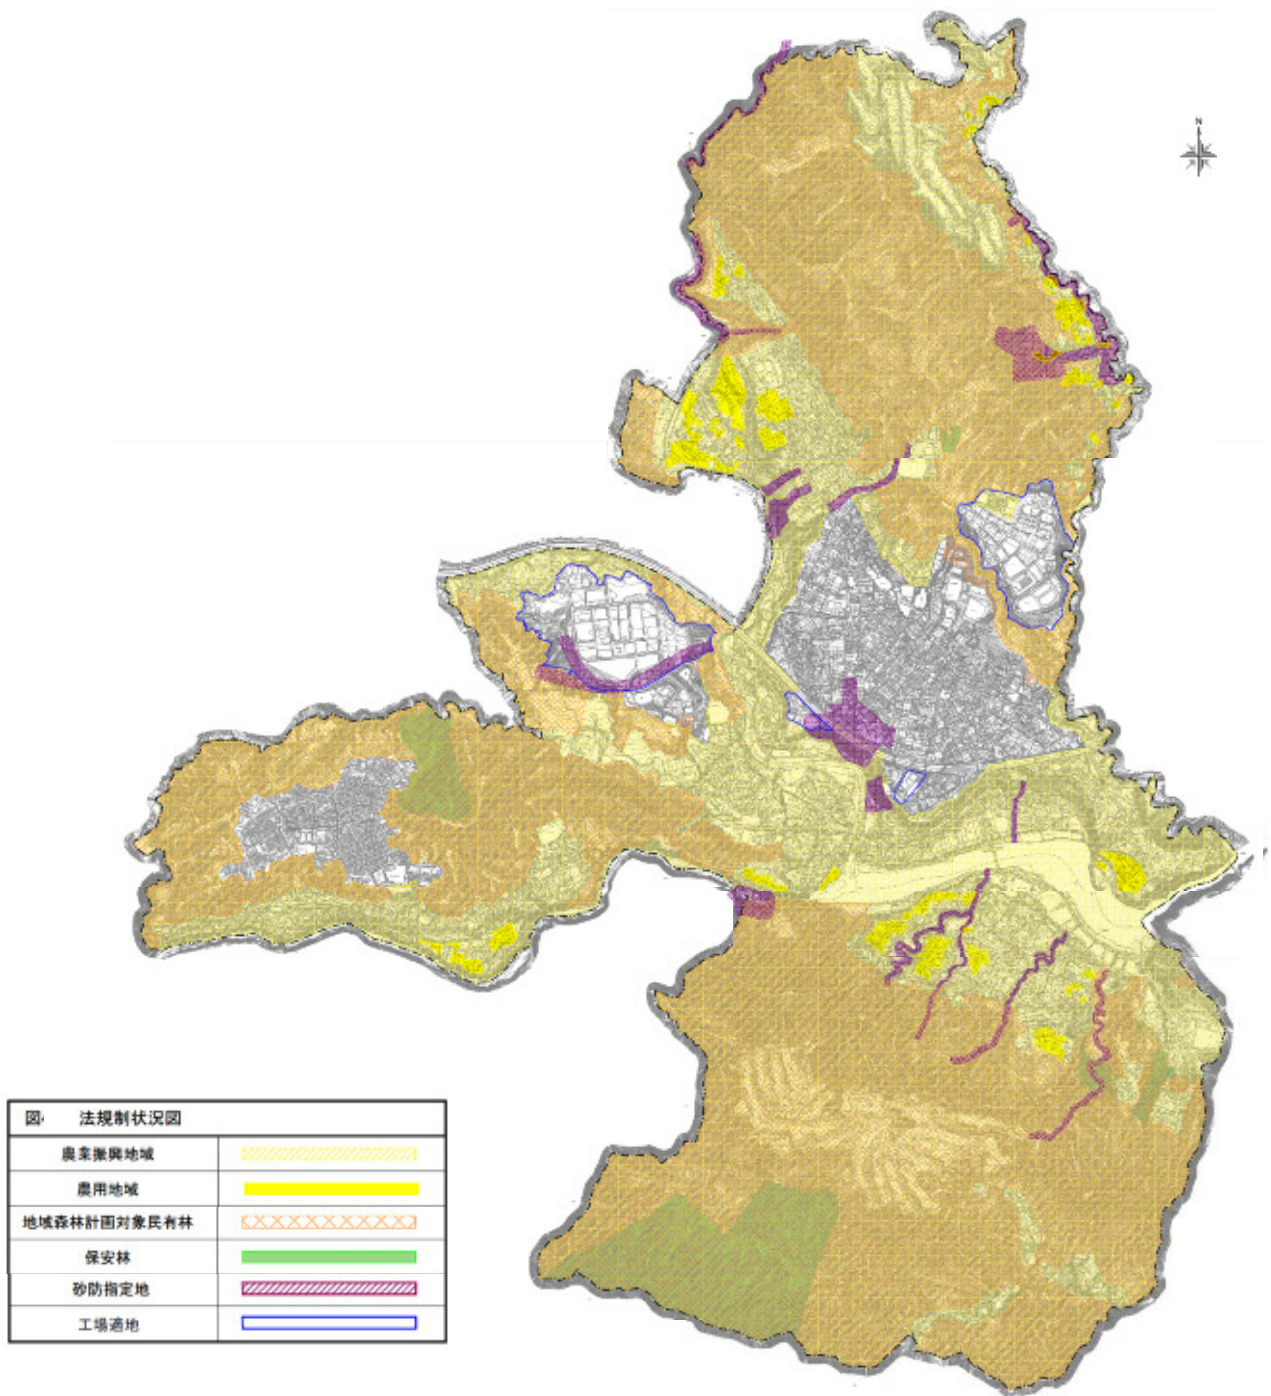 N
図4 法規制状況図
農業振興地域
農用地域
地域森林計画対象民有林
保安林
砂防指定地
工場適地